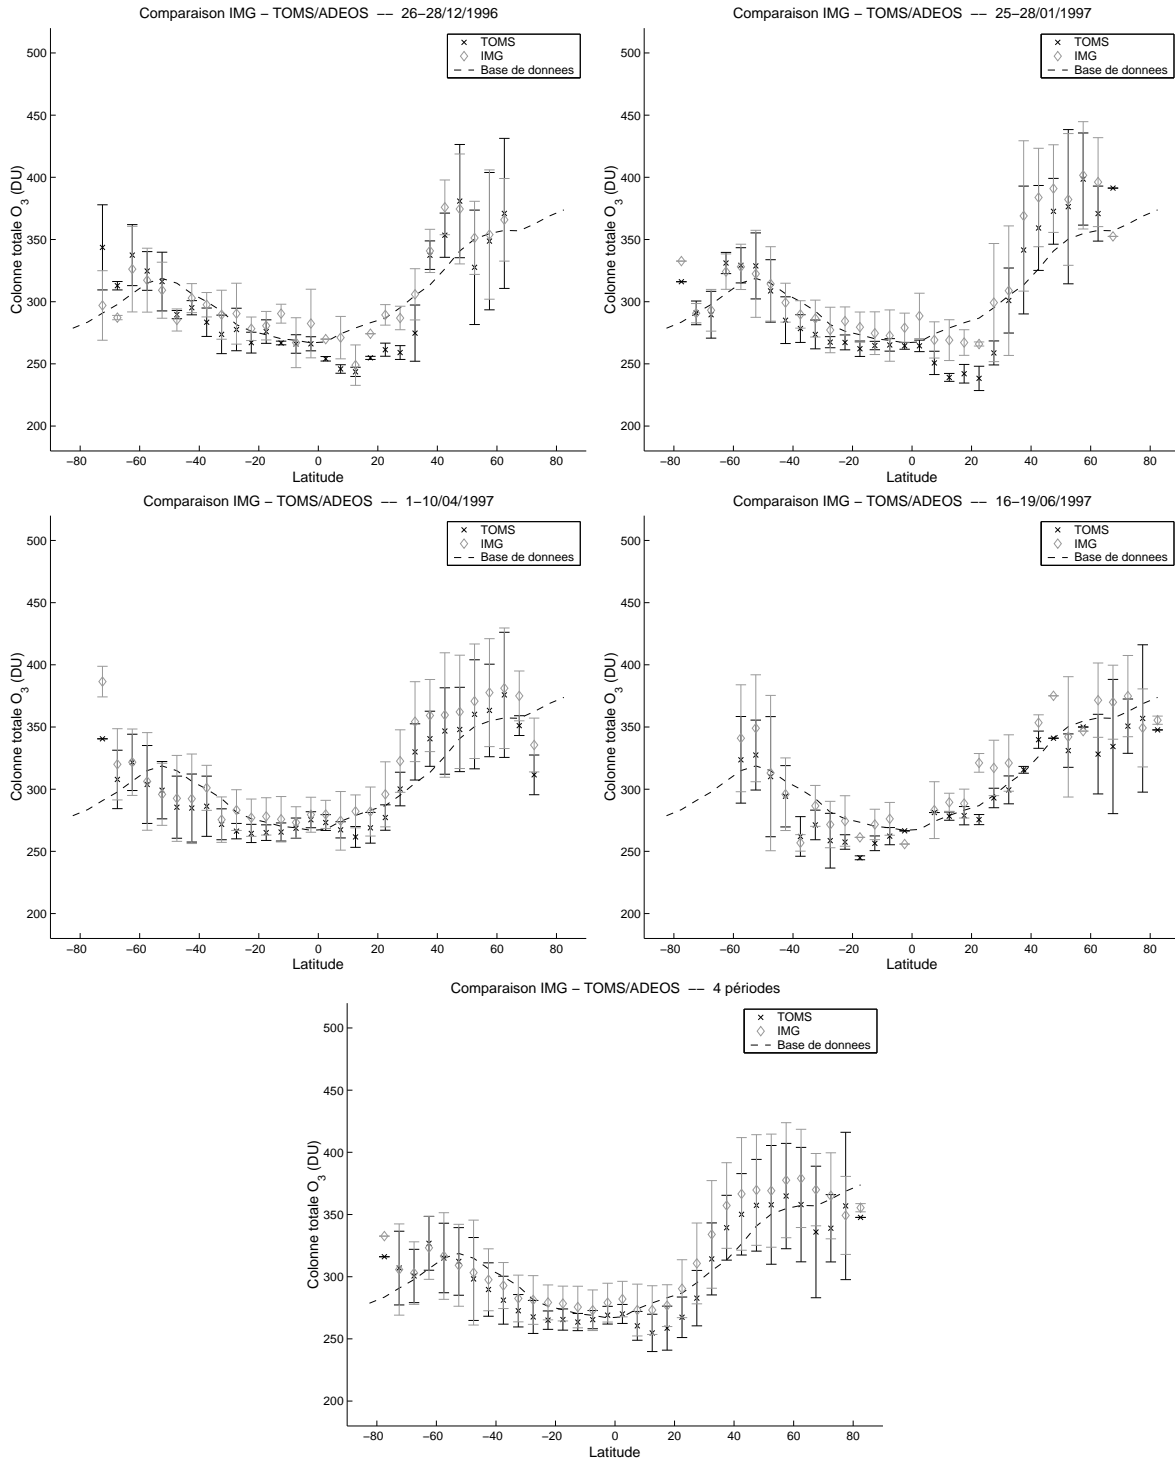 Comparaison IMG − TOMS/ADEOS −− 26−28/12/1996
500
450
400
350
300
250
200
Colonne totale O3 (DU)
TOMS
IMG
Base de donnees
−80 −60 −40 −20 0 20 40 60 80
Latitude
Comparaison IMG − TOMS/ADEOS −− 25−28/01/1997
500
450
400
350
300
250
200
Colonne totale O3 (DU)
TOMS
IMG
Base de donnees
−80 −60 −40 −20 0 20 40 60 80
Latitude
Comparaison IMG − TOMS/ADEOS −− 1−10/04/1997
500
450
400
350
300
250
200
Colonne totale O3 (DU)
TOMS
IMG
Base de donnees
−80 −60 −40 −20 0 20 40 60 80
Latitude
Comparaison IMG − TOMS/ADEOS −− 16−19/06/1997
500
450
400
350
300
250
200
Colonne totale O3 (DU)
TOMS
IMG
Base de donnees
−80 −60 −40 −20 0 20 40 60 80
Latitude
Comparaison IMG − TOMS/ADEOS −− 4 périodes
500
450
400
350
300
250
200
Colonne totale O3 (DU)
TOMS
IMG
Base de donnees
−80 −60 −40 −20 0 20 40 60 80
Latitude